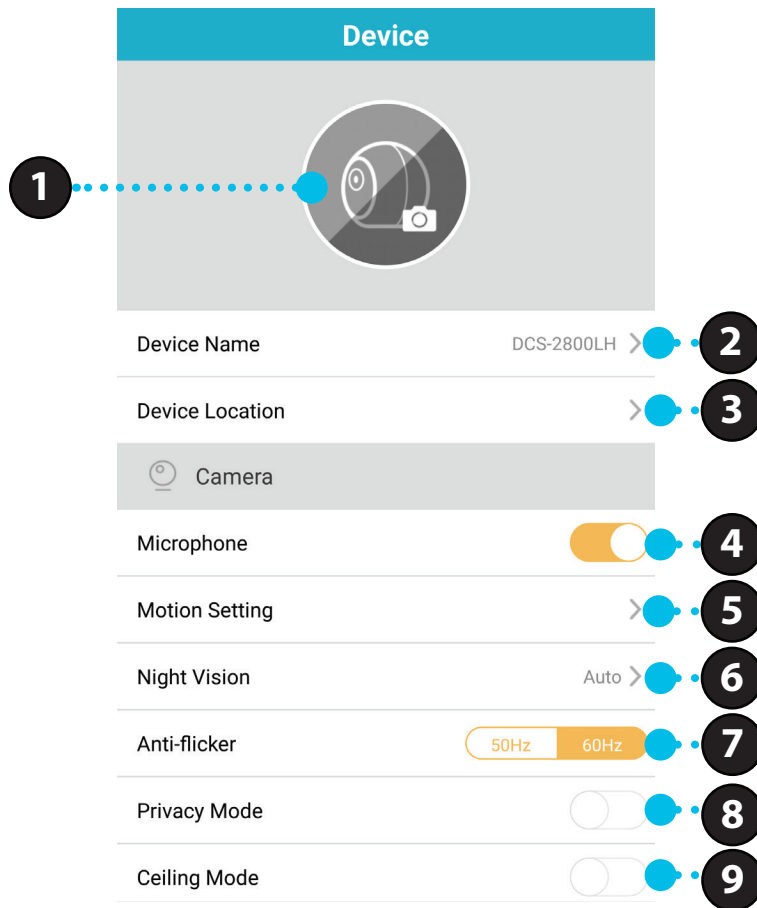 Device
1
Device Name DCS-2800LH 2
Device Location 3
Camera
Microphone 4
Motion Setting 5
Night Vision Auto 6
Anti-flicker 50Hz 60Hz 7
Privacy Mode 8
Ceiling Mode 9